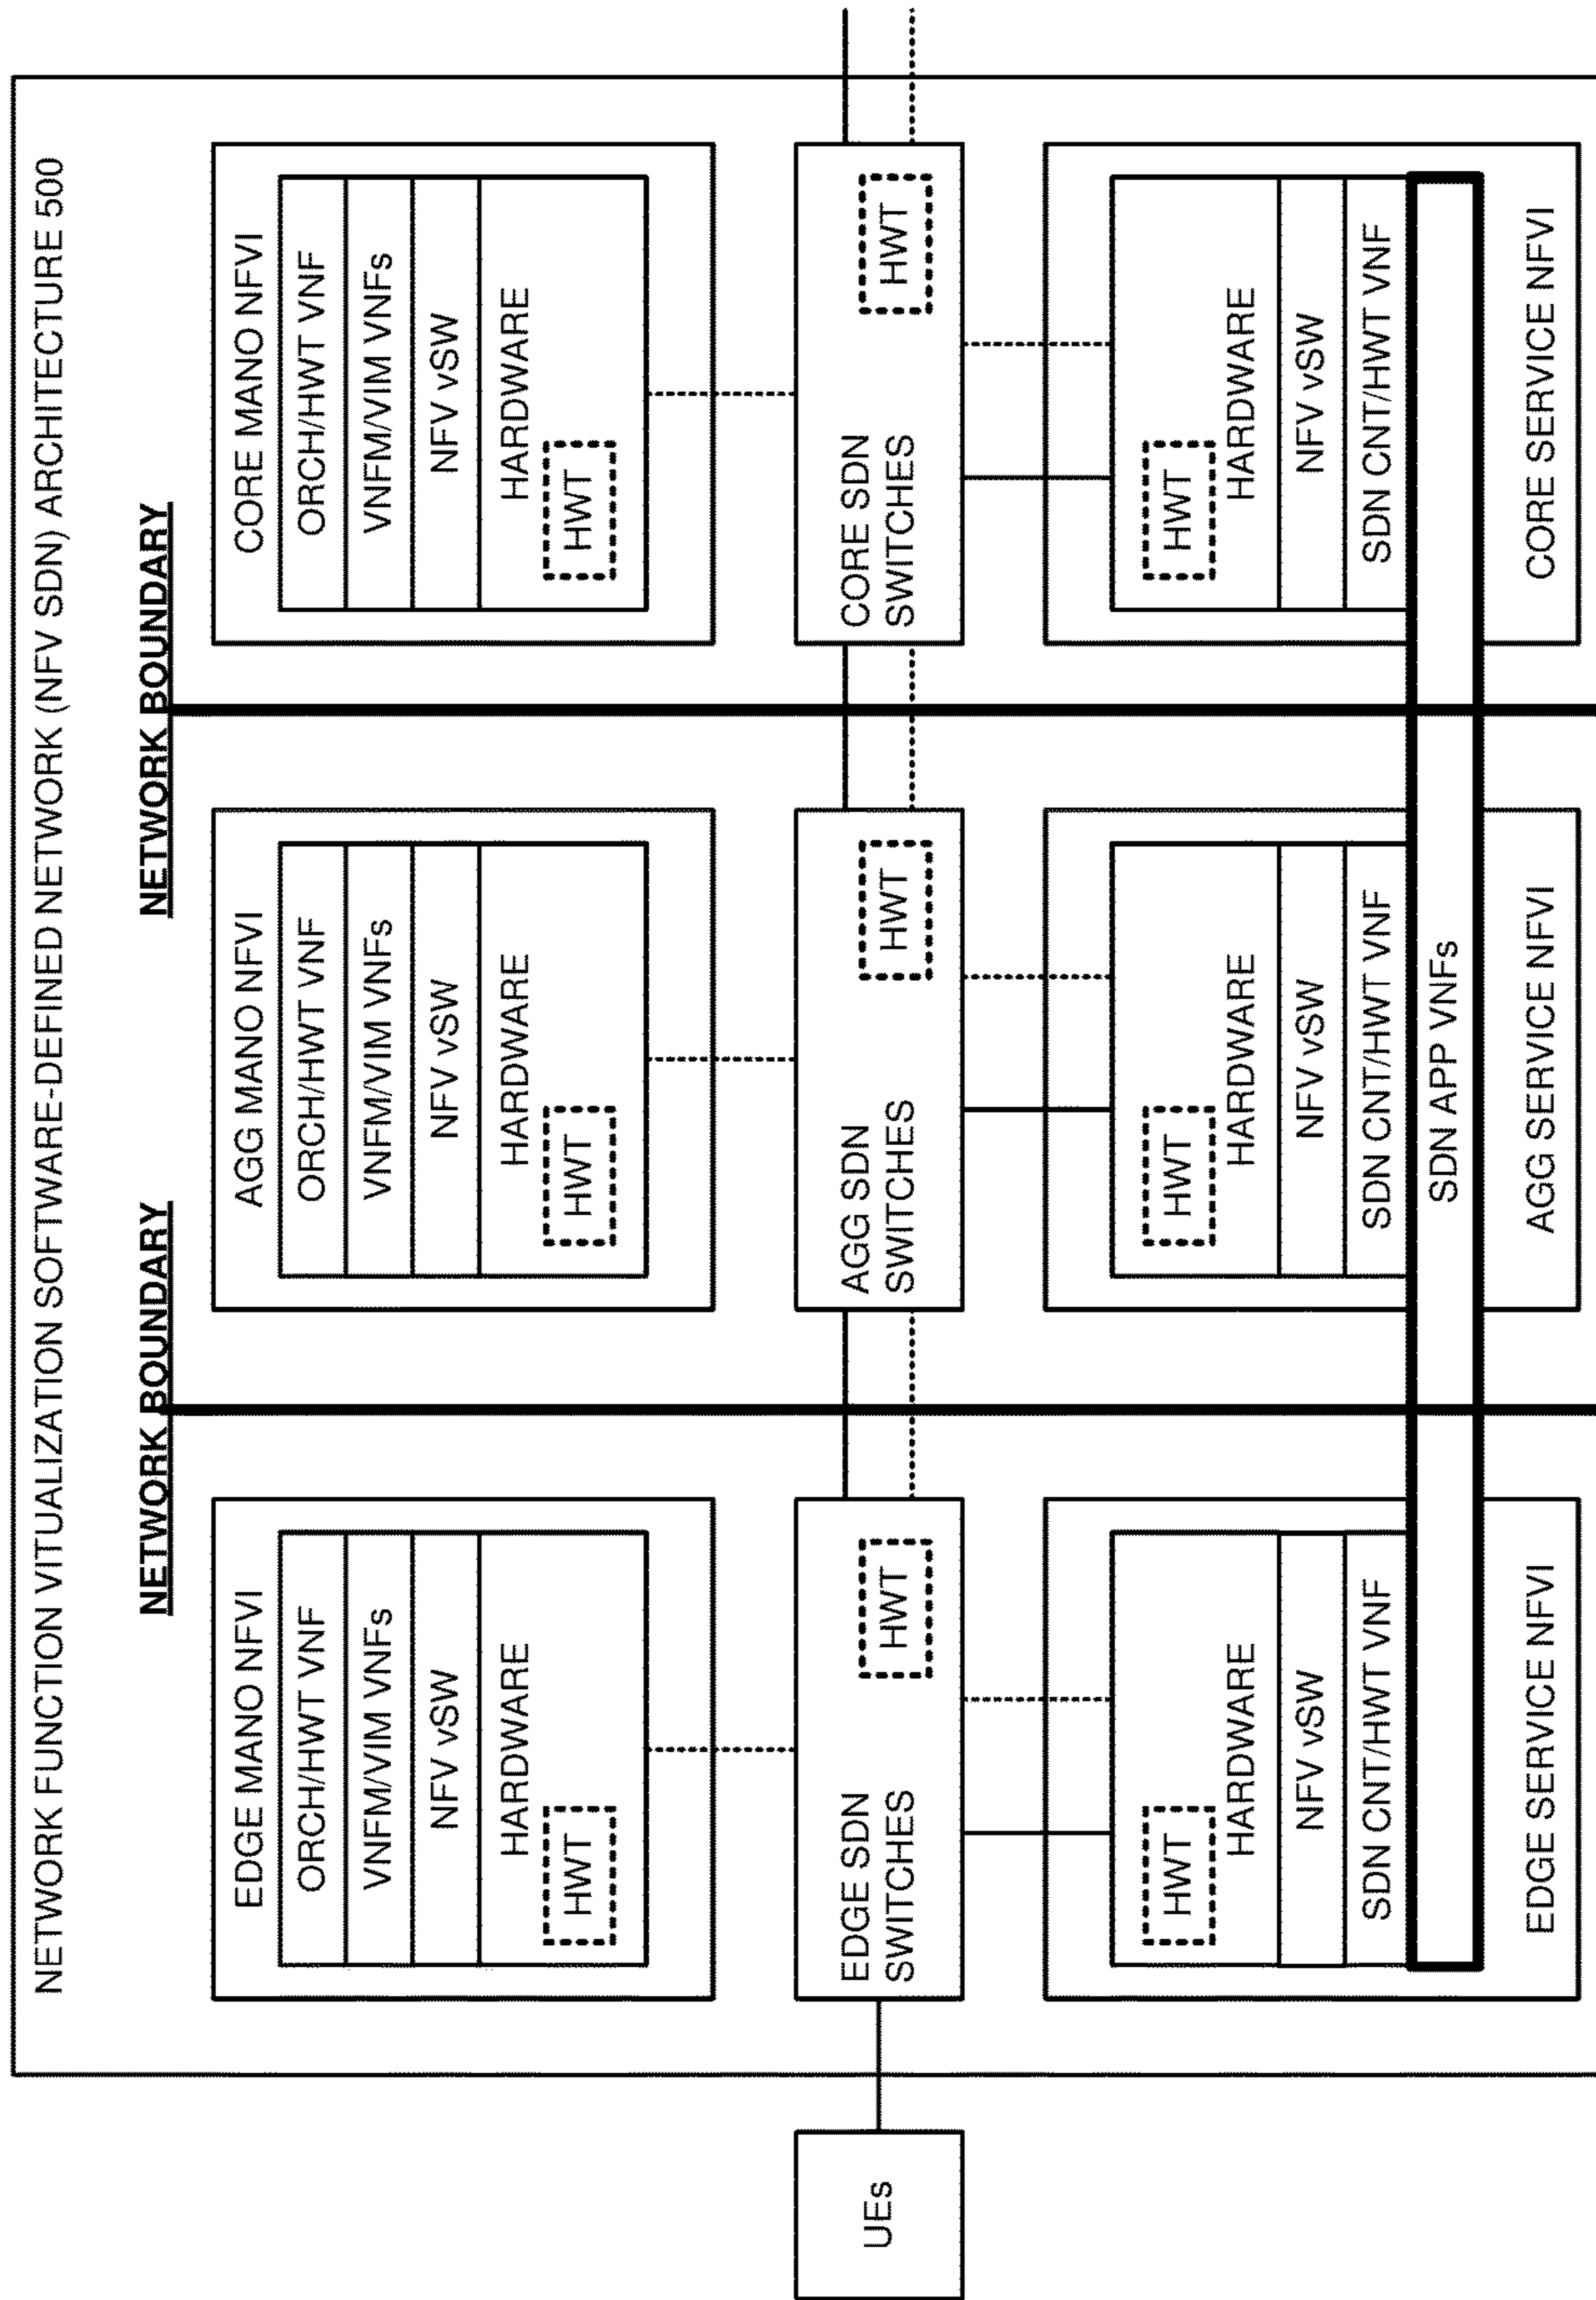 NETWORK FUNCTION VITUALIZATION SOFTWARE-DEFINED NETWORK (NFV SDN) ARCHITECTURE 500
NETWORK BOUNDARY
NETWORK BOUNDARY
EDGE MANO NFVI
ORCH/HWT VNF
VNFM/VIM VNFs
NFV vSW
HARDWARE
HWT
AGG MANO NFVI
ORCH/HWT VNF
VNFM/VIM VNFs
NFV vSW
HARDWARE
HWT
CORE MANO NFVI
ORCH/HWT VNF
VNFM/VIM VNFs
NFV vSW
HARDWARE
HWT
UEs
EDGE SDN
SWITCHES
HWT
AGG SDN
SWITCHES
HWT
CORE SDN
SWITCHES
HWT
HWT
HARDWARE
NFV vSW
SDN CNT/HWT VNF
HWT
HARDWARE
NFV vSW
SDN CNT/HWT VNF
HWT
HARDWARE
NFV vSW
SDN CNT/HWT VNF
SDN APP VNFs
EDGE SERVICE NFVI
AGG SERVICE NFVI
CORE SERVICE NFVI